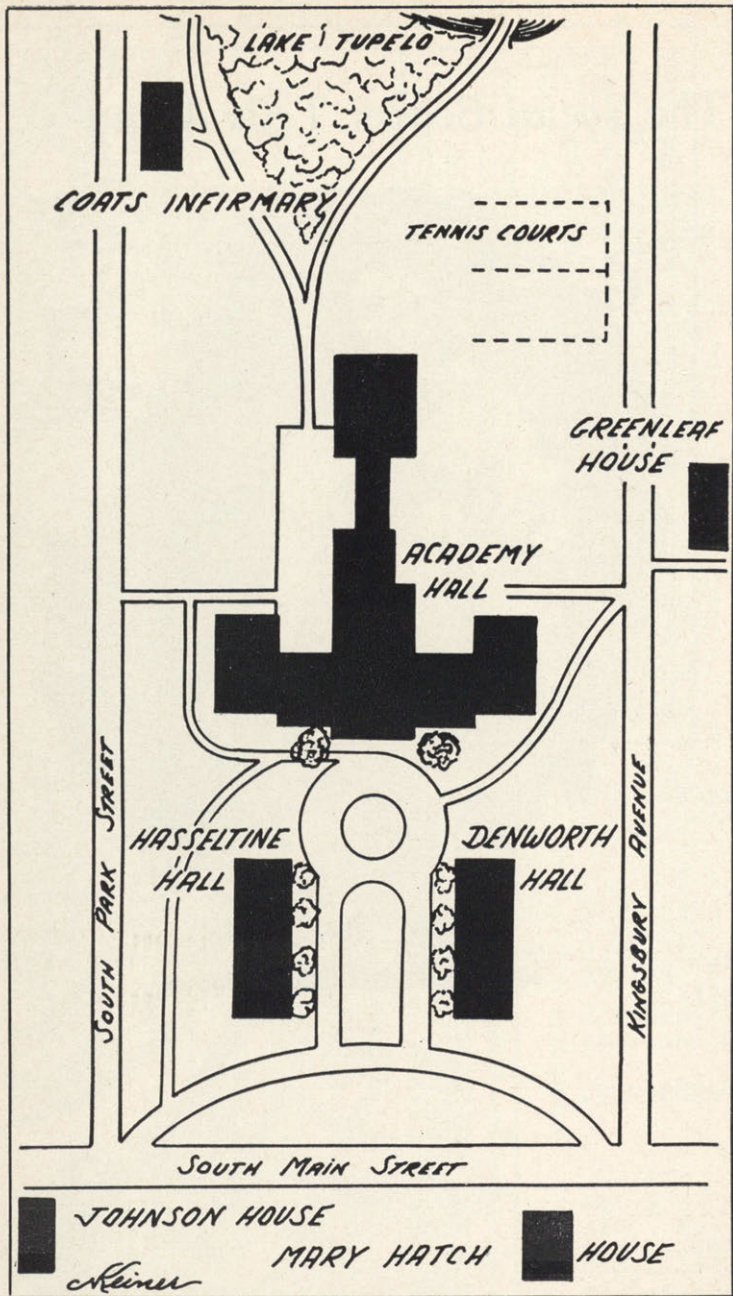 LAKE TUPELO
COATS INFIRMARY
TENNIS COURTS
GREENLEAF
HOUSE
ACADEMY
HALL
SOUTH PARK STREET
HASSELTINE
HALL
DENWORTH
HALL
KINGSBURY AVENUE
SOUTH MAIN STREET
JOHNSON HOUSE
MARY HATCH HOUSE